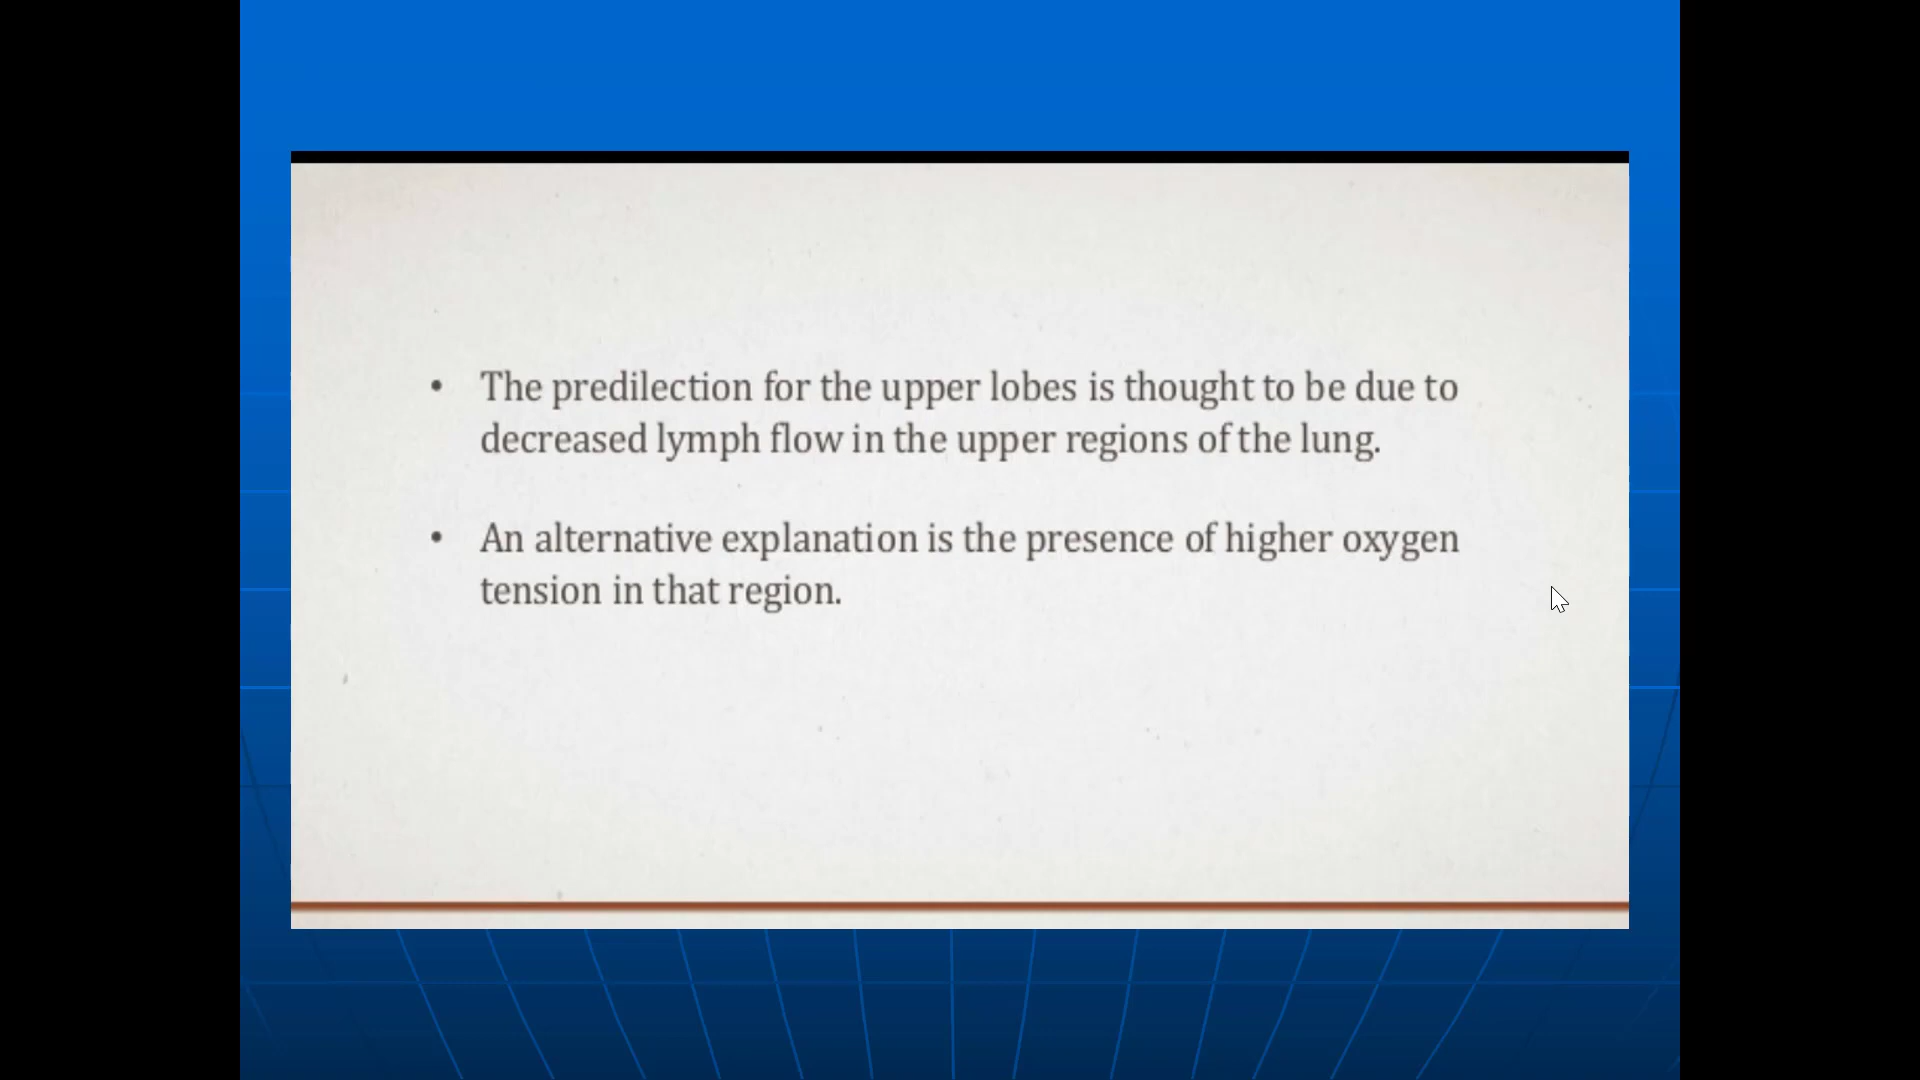 • The predilection for the upper lobes is thought to be due to
decreased lymph flow in the upper regions of the lung.
• An alternative explanation is the presence of higher oxygen
tension in that region.